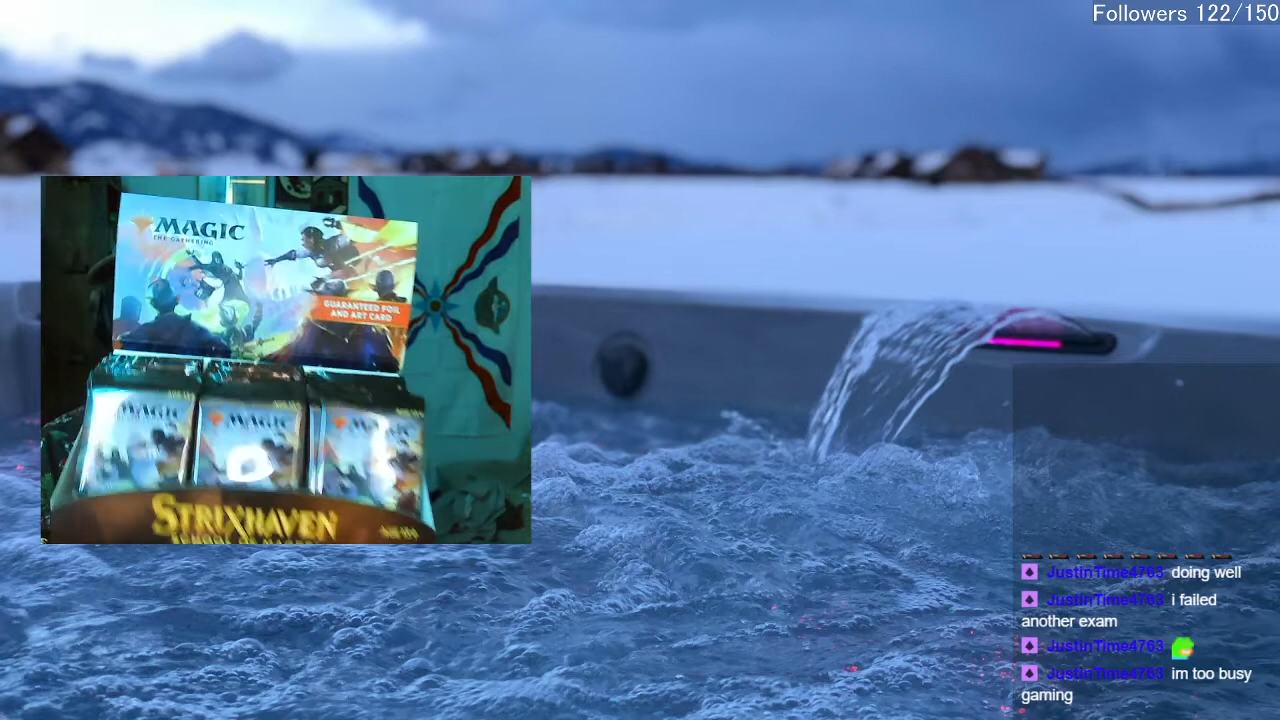 Followers 122/150
MAGIC
THE GATHERING
GUARANTEED FOIL
AND ART CARD
MAGIC
MAGIC
MAGIC
STRIXHAVEN
JustinTime4763 doing well
JustinTime4763 i failed
another exam
JustinTime4763
JustinTime4763 im too busy
gaming